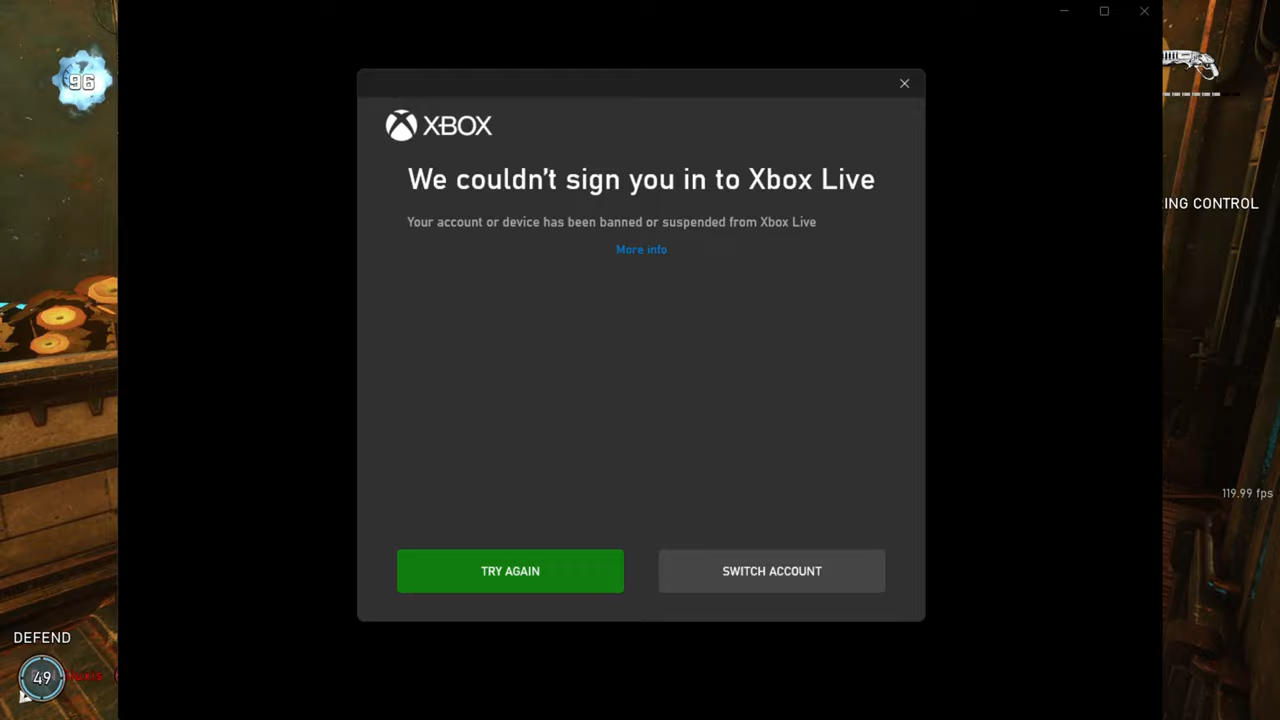 96
XBOX
We couldn't sign you in to Xbox Live
Your account or device has been banned or suspended from Xbox Live
More info
ING CONTROL
119.99 fps
TRY AGAIN
SWITCH ACCOUNT
DEFEND
49